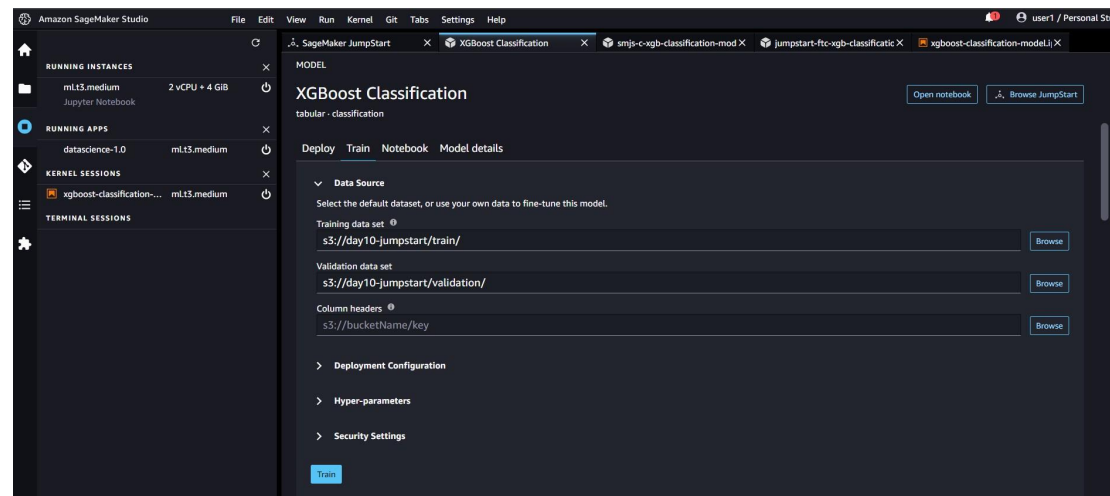 Amazon SageMaker Studio File Edit View Run Kernel Git Tabs Settings Help user1 / Personal St
SageMaker JumpStart XGBoost Classification smjs-c-xgb-classification-mod jumpstart-ftc-xgb-classificatic xgboost-classification-model.i
RUNNING INSTANCES
ml.t3.medium 2 vCPU + 4 GiB
Jupyter Notebook
RUNNING APPS
datascience-1.0 ml.t3.medium
KERNEL SESSIONS
xgboost-classification-... ml.t3.medium
TERMINAL SESSIONS
MODEL
XGBoost Classification
Open notebook Browse JumpStart
tabular · classification
Deploy Train Notebook Model details
Data Source
Select the default dataset, or use your own data to fine-tune this model.
Training data set
s3://day10-jumpstart/train/ Browse
Validation data set
s3://day10-jumpstart/validation/ Browse
Column headers
s3://bucketName/key Browse
Deployment Configuration
Hyper-parameters
Security Settings
Train